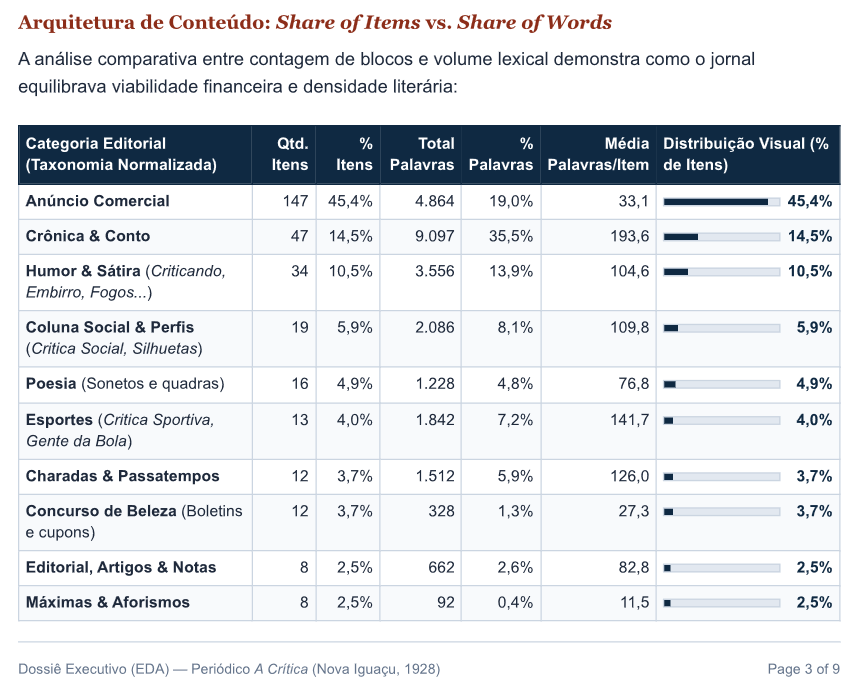 Arquitetura de Conteúdo: Share of Items vs. Share of Words
A análise comparativa entre contagem de blocos e volume lexical demonstra como o jornal
equilibrava viabilidade financeira e densidade literária:
Categoria Editorial (Taxonomia Normalizada) Qtd. Itens % Itens Total Palavras % Palavras Média Palavras/Item Distribuição Visual (% de Itens)
Anúncio Comercial 147 45,4% 4.864 19,0% 33,1 45,4%
Crônica & Conto 47 14,5% 9.097 35,5% 193,6 14,5%
Humor & Sátira (Criticando, 34 10,5% 3.556 13,9% 104,6 10,5%
Embirro, Fogos...)
Coluna Social & Perfis 19 5,9% 2.086 8,1% 109,8 5,9%
(Critica Social, Silhuetas)
Poesia (Sonetos e quadras) 16 4,9% 1.228 4,8% 76,8 4,9%
Esportes (Critica Sportiva, 13 4,0% 1.842 7,2% 141,7 4,0%
Gente da Bola)
Charadas & Passatempos 12 3,7% 1.512 5,9% 126,0 3,7%
Concurso de Beleza (Boletins 12 3,7% 328 1,3% 27,3 3,7%
e cupons)
Editorial, Artigos & Notas 8 2,5% 662 2,6% 82,8 2,5%
Máximas & Aforismos 8 2,5% 92 0,4% 11,5 2,5%
Dossiê Executivo (EDA) — Periódico A Crítica (Nova Iguaçu, 1928) Page 3 of 9